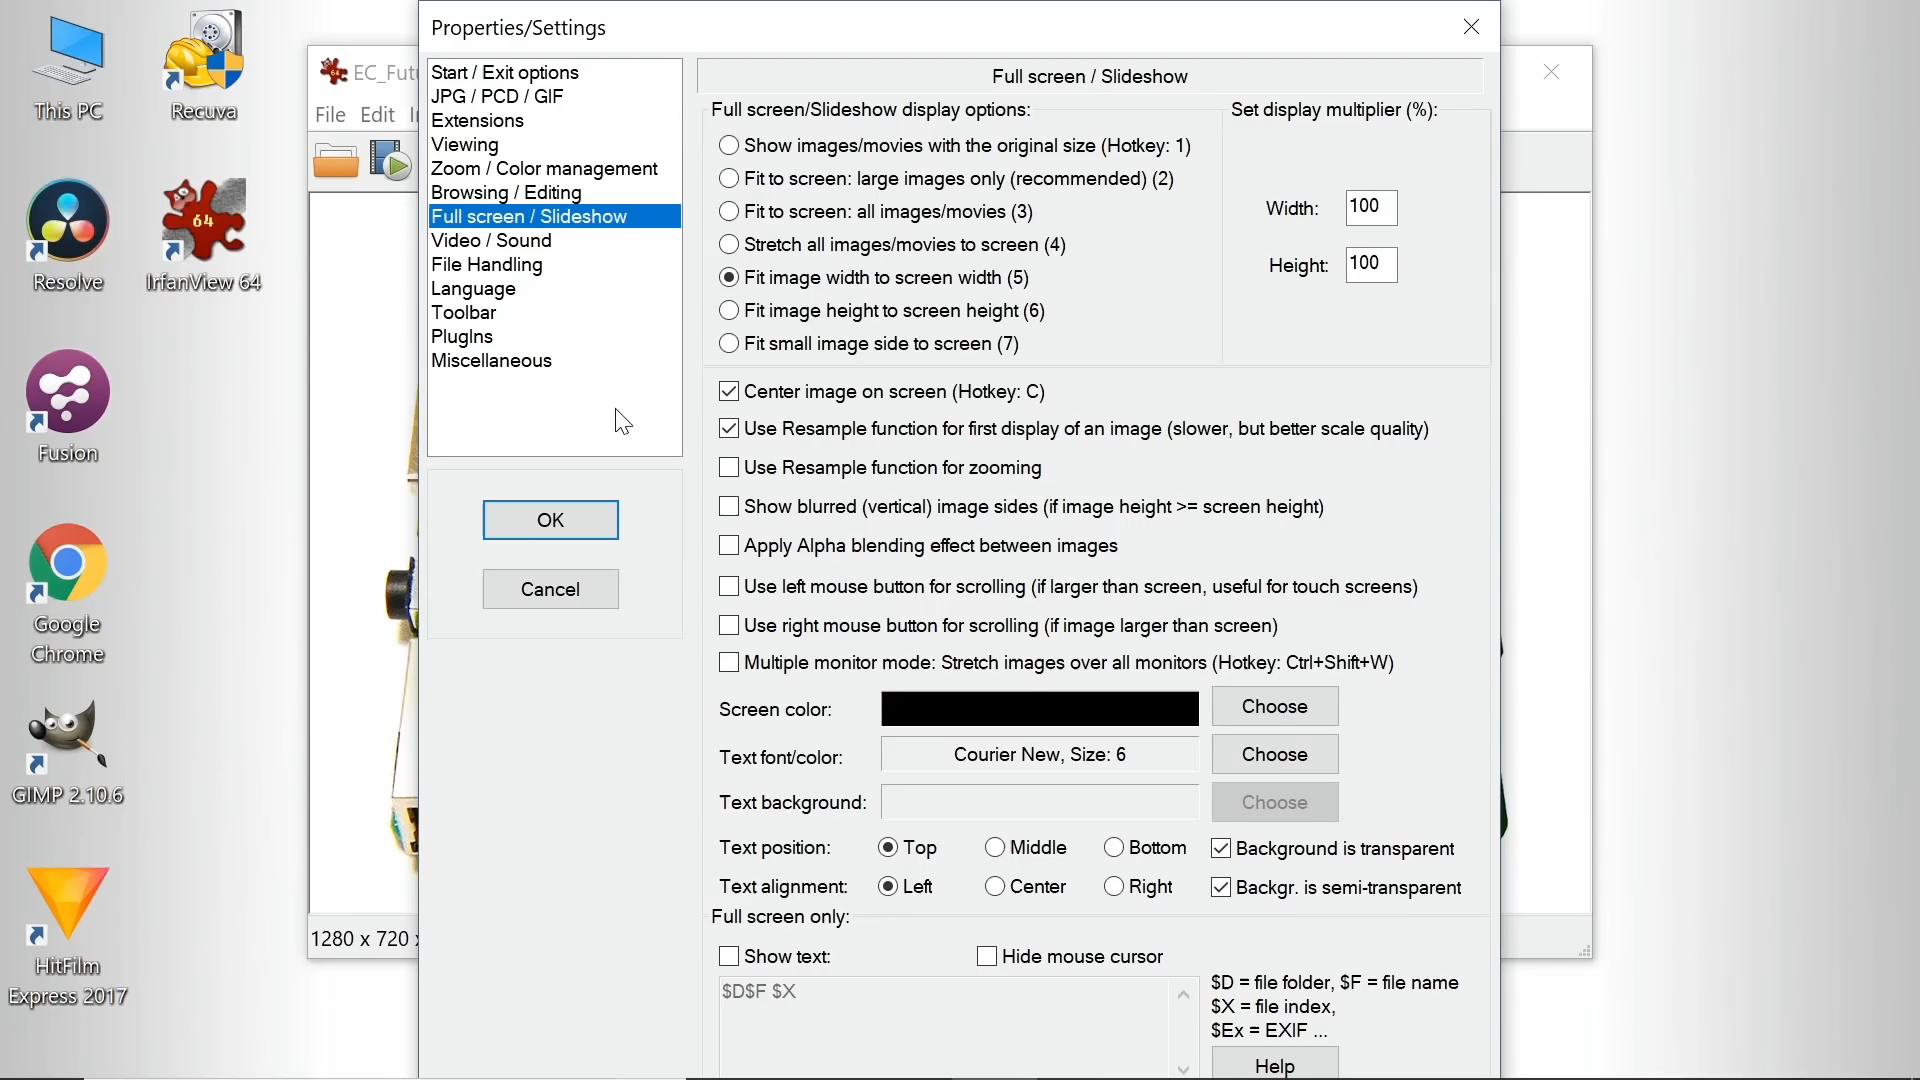 This PC
Recuva
Resolve
64
IrfanView 64
Fusion
Google
Chrome
GIMP 2.10.6
HitFilm
Express 2017
File Edit
1280 x 720 x
Properties/Settings
Start / Exit options
JPG / PCD / GIF
Extensions
Viewing
Zoom / Color management
Browsing / Editing
Full screen / Slideshow
Video / Sound
File Handling
Language
Toolbar
PlugIns
Miscellaneous
OK
Cancel
Full screen / Slideshow
Full screen/Slideshow display options:
Show images/movies with the original size (Hotkey: 1)
Fit to screen: large images only (recommended) (2)
Fit to screen: all images/movies (3)
Stretch all images/movies to screen (4)
Fit image width to screen width (5)
Fit image height to screen height (6)
Fit small image side to screen (7)
Set display multiplier (%):
Width: 100
Height: 100
Center image on screen (Hotkey: C)
Use Resample function for first display of an image (slower, but better scale quality)
Use Resample function for zooming
Show blurred (vertical) image sides (if image height >= screen height)
Apply Alpha blending effect between images
Use left mouse button for scrolling (if larger than screen, useful for touch screens)
Use right mouse button for scrolling (if image larger than screen)
Multiple monitor mode: Stretch images over all monitors (Hotkey: Ctrl+Shift+W)
Screen color: Choose
Text font/color: Courier New, Size: 6 Choose
Text background: Choose
Text position: Top Middle Bottom Background is transparent
Text alignment: Left Center Right Backgr. is semi-transparent
Full screen only:
Show text: Hide mouse cursor
$D$F $X
$D = file folder, $F = file name
$X = file index,
$Ex = EXIF ...
Help